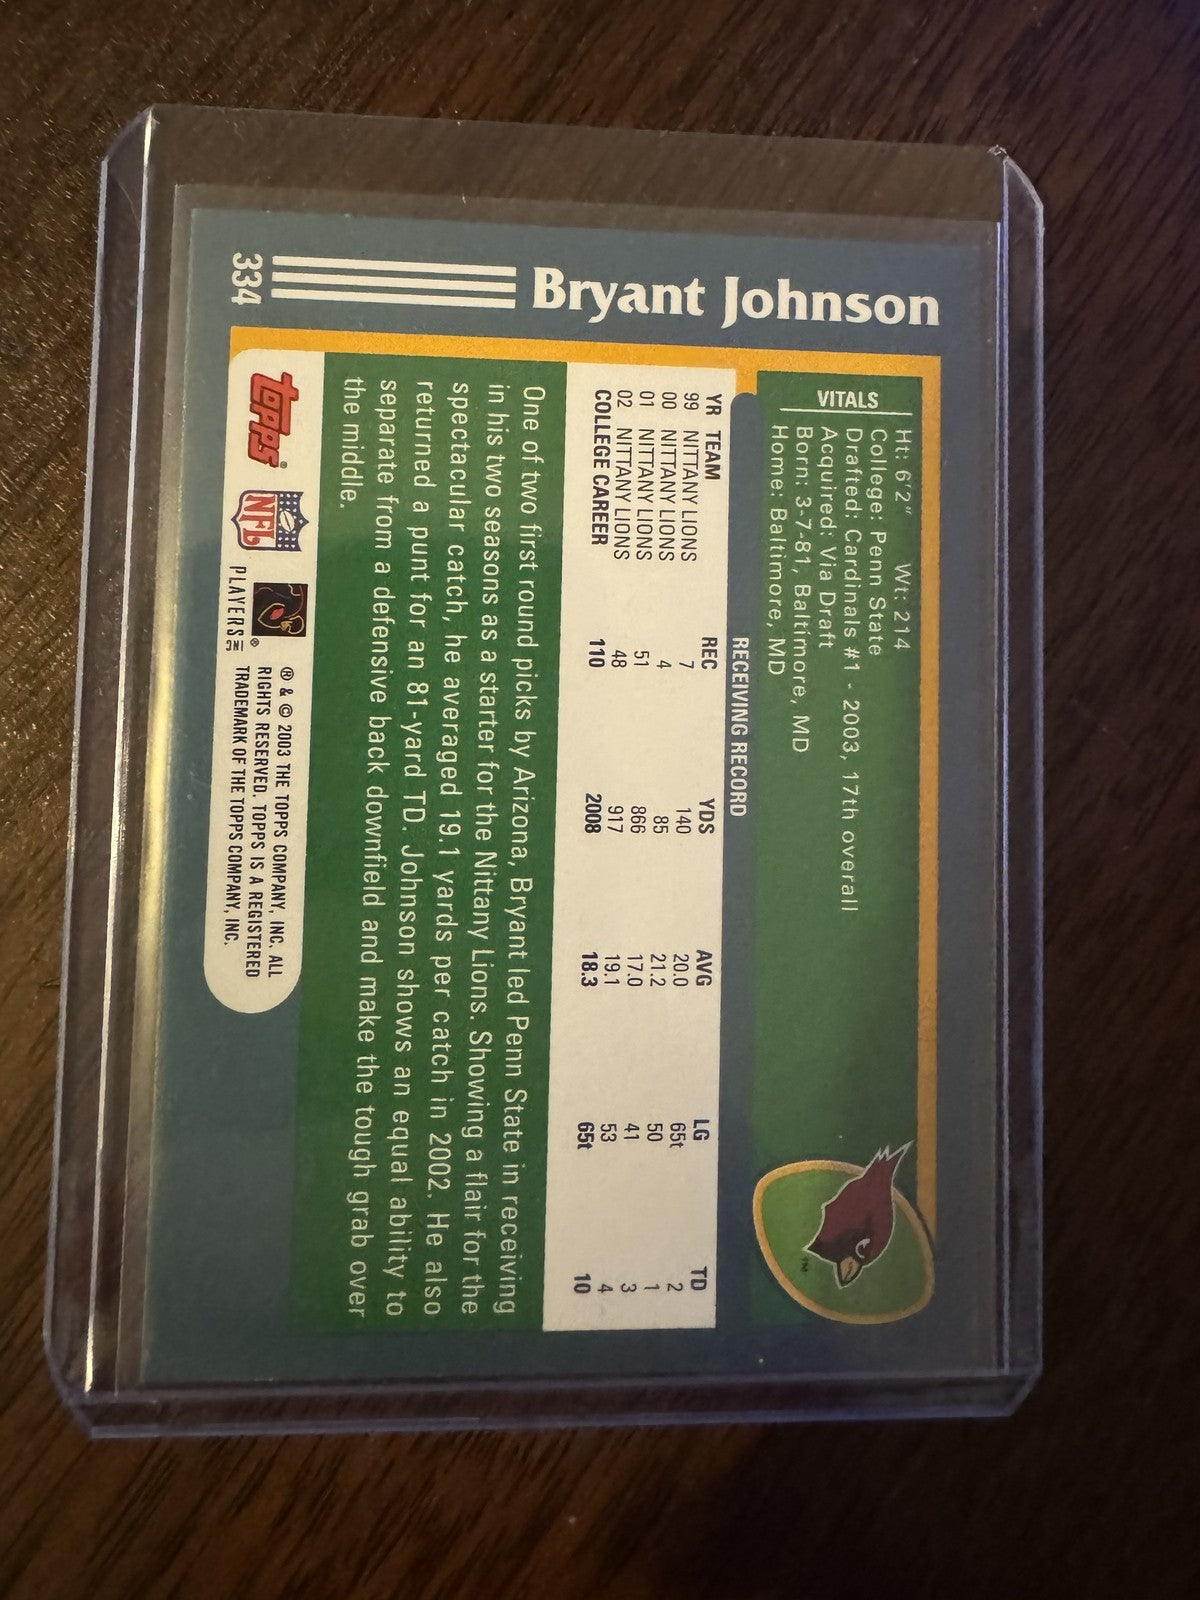 334
Bryant Johnson
VITALS
Ht: 6'2" Wt: 214
College: Penn State
Drafted: Cardinals #1 - 2003, 17th overall
Acquired: Via Draft
Born: 3-7-81, Baltimore, MD
Home: Baltimore, MD
TM
RECEIVING RECORD
YR TEAM REC YDS AVG LG TD
99 NITTANY LIONS 7 140 20.0 65t 2
00 NITTANY LIONS 4 85 21.2 50 1
01 NITTANY LIONS 51 866 17.0 41 3
02 NITTANY LIONS 48 917 19.1 53 4
COLLEGE CAREER 110 2008 18.3 65t 10
One of two first round picks by Arizona, Bryant led Penn State in receiving
in his two seasons as a starter for the Nittany Lions. Showing a flair for the
spectacular catch, he averaged 19.1 yards per catch in 2002. He also
returned a punt for an 81-yard TD. Johnson shows an equal ability to
separate from a defensive back downfield and make the tough grab over
the middle.
topps®
NFL
PLAYERS
®
® & © 2003 THE TOPPS COMPANY, INC. ALL
RIGHTS RESERVED. TOPPS IS A REGISTERED
TRADEMARK OF THE TOPPS COMPANY, INC.